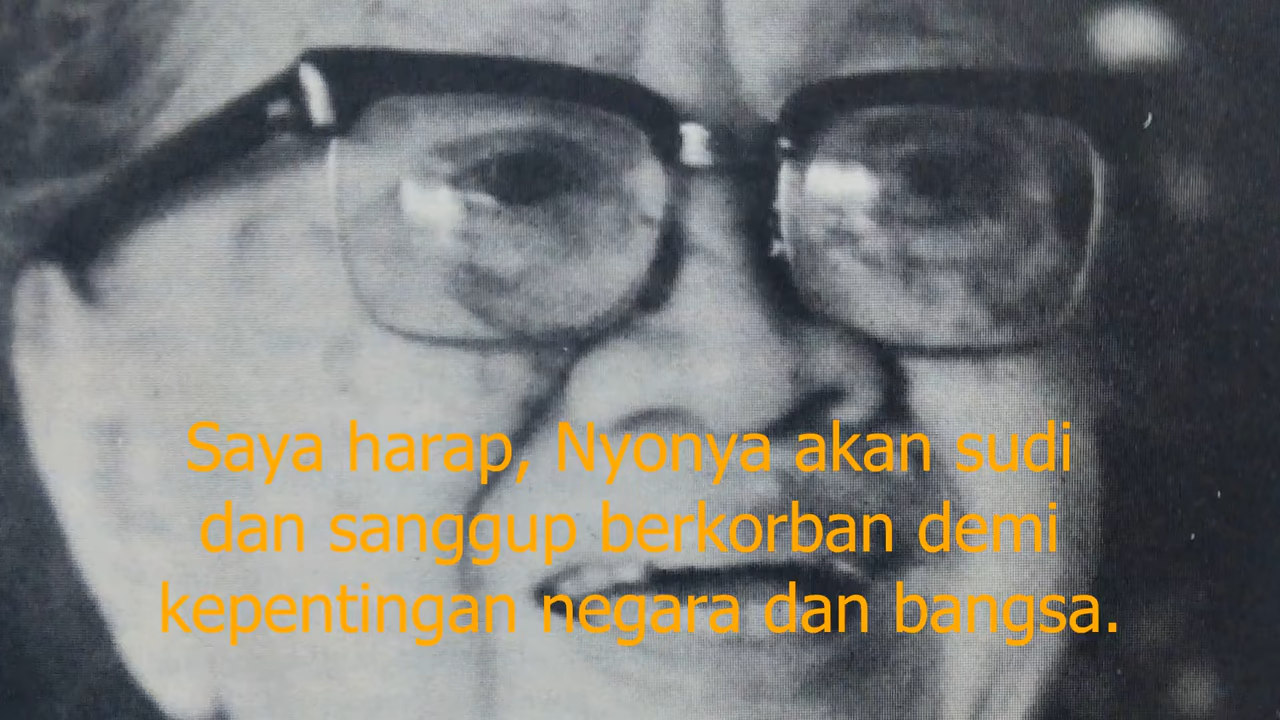 Saya harap, Nyonya akan sudi
dan sanggup berkorban demi
kepentingan negara dan bangsa.